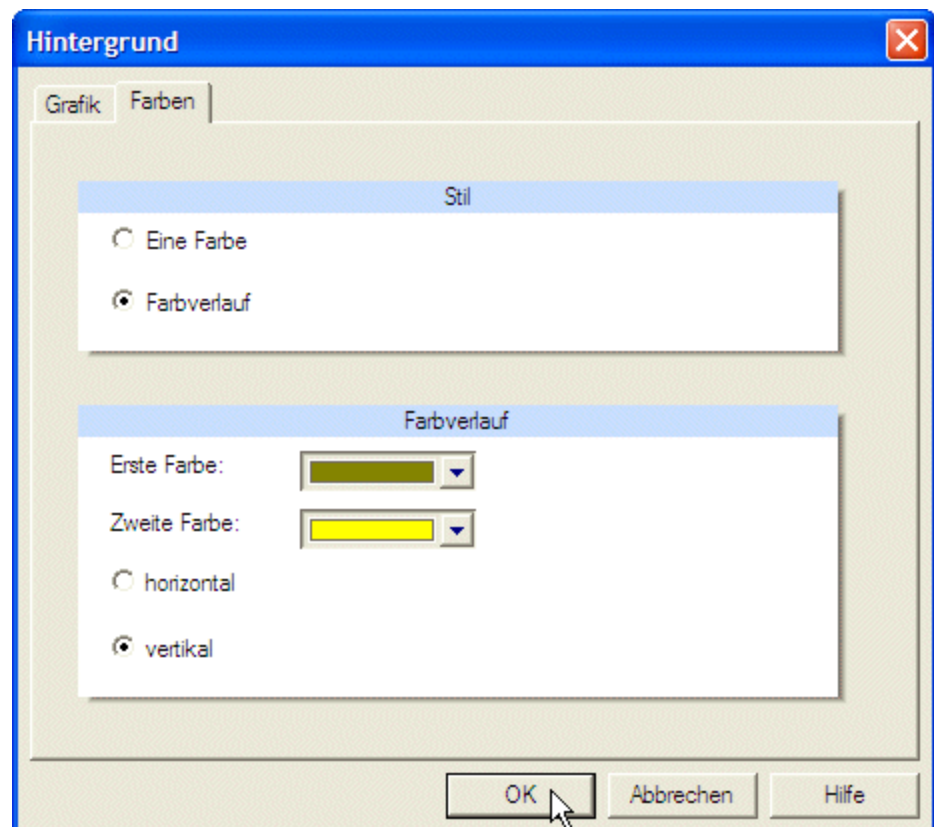 Hintergrund
Grafik Farben
Stil
Eine Farbe
Farbverlauf
Farbverlauf
Erste Farbe:
Zweite Farbe:
horizontal
vertikal
OK Abbrechen Hilfe